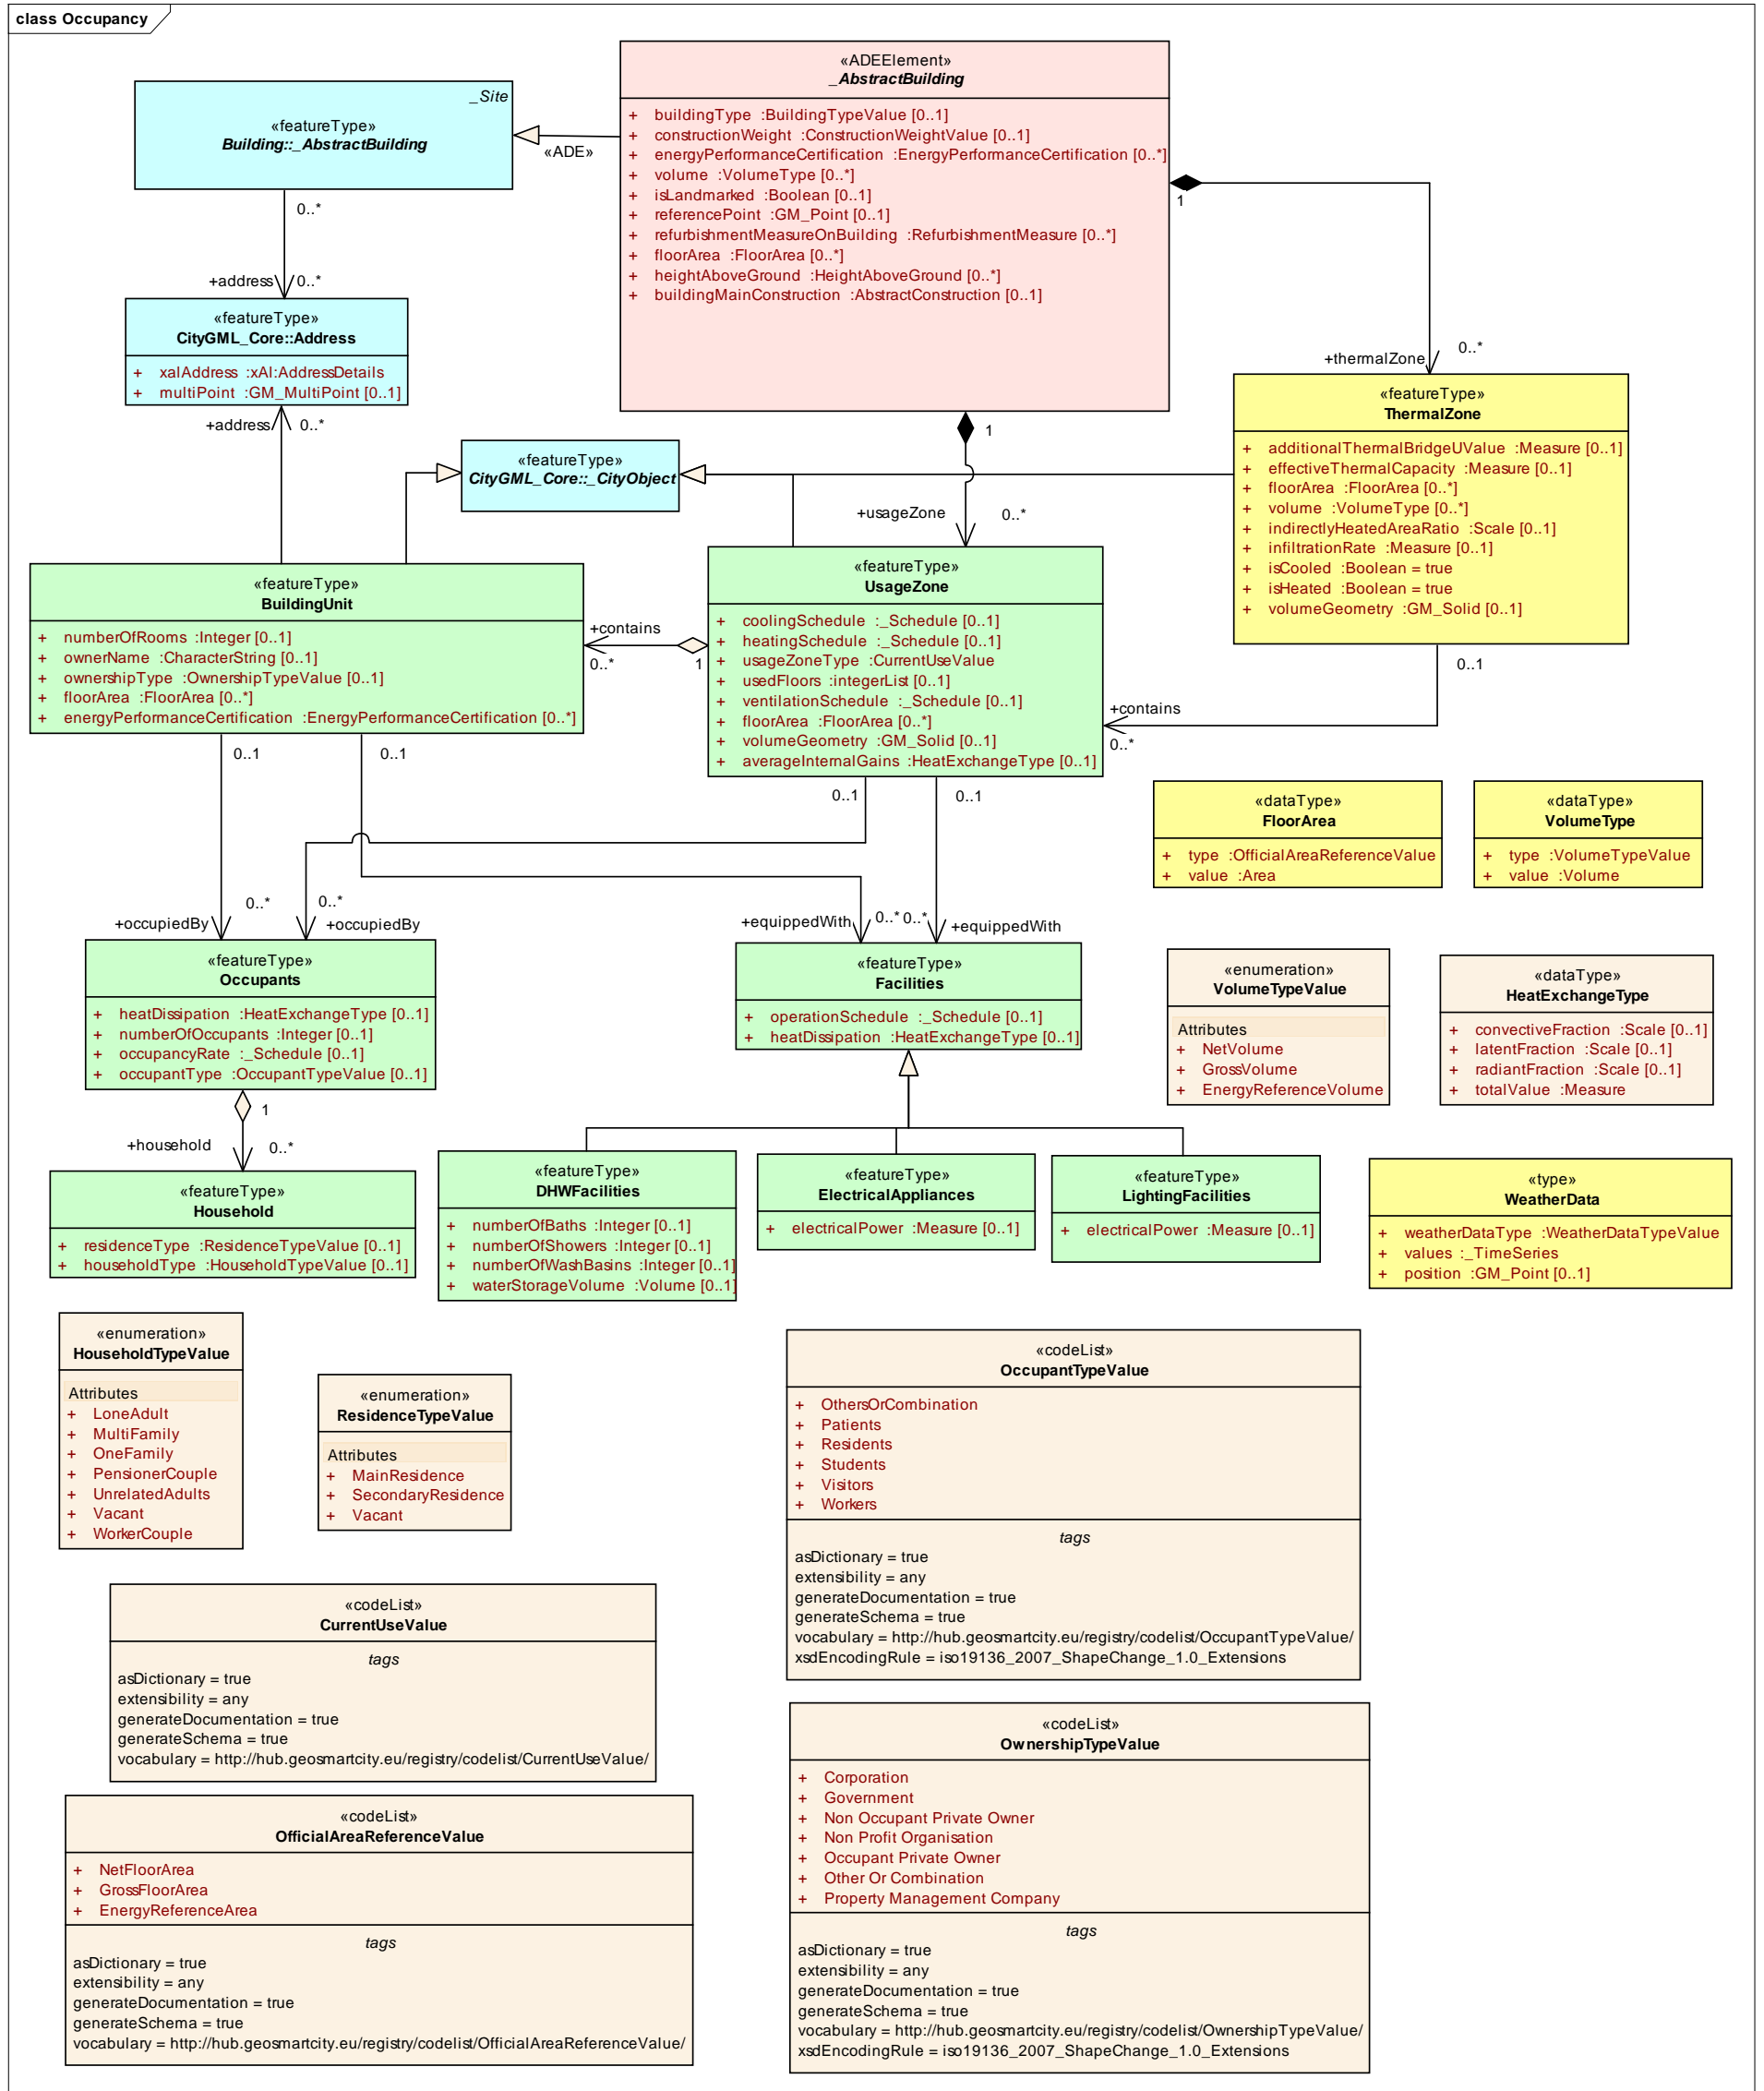 class Occupancy
«ADEElement»
_AbstractBuilding
+ buildingType :BuildingTypeValue [0..1]
+ constructionWeight :ConstructionWeightValue [0..1]
+ energyPerformanceCertification :EnergyPerformanceCertification [0..*]
+ volume :VolumeType [0..*]
+ isLandmarked :Boolean [0..1]
+ referencePoint :GM_Point [0..1]
+ refurbishmentMeasureOnBuilding :RefurbishmentMeasure [0..*]
+ floorArea :FloorArea [0..*]
+ heightAboveGround :HeightAboveGround [0..*]
+ buildingMainConstruction :AbstractConstruction [0..1]
_Site
«featureType»
Building::_AbstractBuilding
«ADE»
0..*
+address
0..*
«featureType»
CityGML_Core::Address
+ xalAddress :xAl:AddressDetails
+ multiPoint :GM_MultiPoint [0..1]
+address
0..*
1
+thermalZone
0..*
«featureType»
ThermalZone
+ additionalThermalBridgeUValue :Measure [0..1]
+ effectiveThermalCapacity :Measure [0..1]
+ floorArea :FloorArea [0..*]
+ volume :VolumeType [0..*]
+ indirectlyHeatedAreaRatio :Scale [0..1]
+ infiltrationRate :Measure [0..1]
+ isCooled :Boolean = true
+ isHeated :Boolean = true
+ volumeGeometry :GM_Solid [0..1]
«featureType»
CityGML_Core::_CityObject
1
+usageZone
0..*
«featureType»
BuildingUnit
+ numberOfRooms :Integer [0..1]
+ ownerName :CharacterString [0..1]
+ ownershipType :OwnershipTypeValue [0..1]
+ floorArea :FloorArea [0..*]
+ energyPerformanceCertification :EnergyPerformanceCertification [0..*]
+contains
0..*
1
«featureType»
UsageZone
+ coolingSchedule :_Schedule [0..1]
+ heatingSchedule :_Schedule [0..1]
+ usageZoneType :CurrentUseValue
+ usedFloors :integerList [0..1]
+ ventilationSchedule :_Schedule [0..1]
+ floorArea :FloorArea [0..*]
+ volumeGeometry :GM_Solid [0..1]
+ averageInternalGains :HeatExchangeType [0..1]
0..1
+contains
0..*
0..1
0..1
0..1
0..1
«dataType»
FloorArea
+ type :OfficialAreaReferenceValue
+ value :Area
«dataType»
VolumeType
+ type :VolumeTypeValue
+ value :Volume
0..*
+occupiedBy
0..*
+occupiedBy
+equippedWith
0..*
0..*
+equippedWith
«featureType»
Occupants
+ heatDissipation :HeatExchangeType [0..1]
+ numberOfOccupants :Integer [0..1]
+ occupancyRate :_Schedule [0..1]
+ occupantType :OccupantTypeValue [0..1]
«featureType»
Facilities
+ operationSchedule :_Schedule [0..1]
+ heatDissipation :HeatExchangeType [0..1]
«enumeration»
VolumeTypeValue
Attributes
+ NetVolume
+ GrossVolume
+ EnergyReferenceVolume
«dataType»
HeatExchangeType
+ convectiveFraction :Scale [0..1]
+ latentFraction :Scale [0..1]
+ radiantFraction :Scale [0..1]
+ totalValue :Measure
1
+household
0..*
«featureType»
Household
+ residenceType :ResidenceTypeValue [0..1]
+ householdType :HouseholdTypeValue [0..1]
«featureType»
DHWFacilities
+ numberOfBaths :Integer [0..1]
+ numberOfShowers :Integer [0..1]
+ numberOfWashBasins :Integer [0..1]
+ waterStorageVolume :Volume [0..1]
«featureType»
ElectricalAppliances
+ electricalPower :Measure [0..1]
«featureType»
LightingFacilities
+ electricalPower :Measure [0..1]
«type»
WeatherData
+ weatherDataType :WeatherDataTypeValue
+ values :_TimeSeries
+ position :GM_Point [0..1]
«enumeration»
HouseholdTypeValue
Attributes
+ LoneAdult
+ MultiFamily
+ OneFamily
+ PensionerCouple
+ UnrelatedAdults
+ Vacant
+ WorkerCouple
«enumeration»
ResidenceTypeValue
Attributes
+ MainResidence
+ SecondaryResidence
+ Vacant
«codeList»
OccupantTypeValue
+ OthersOrCombination
+ Patients
+ Residents
+ Students
+ Visitors
+ Workers
tags
asDictionary = true
extensibility = any
generateDocumentation = true
generateSchema = true
vocabulary = http://hub.geosmartcity.eu/registry/codelist/OccupantTypeValue/
xsdEncodingRule = iso19136_2007_ShapeChange_1.0_Extensions
«codeList»
CurrentUseValue
tags
asDictionary = true
extensibility = any
generateDocumentation = true
generateSchema = true
vocabulary = http://hub.geosmartcity.eu/registry/codelist/CurrentUseValue/
«codeList»
OwnershipTypeValue
+ Corporation
+ Government
+ Non Occupant Private Owner
+ Non Profit Organisation
+ Occupant Private Owner
+ Other Or Combination
+ Property Management Company
tags
asDictionary = true
extensibility = any
generateDocumentation = true
generateSchema = true
vocabulary = http://hub.geosmartcity.eu/registry/codelist/OwnershipTypeValue/
xsdEncodingRule = iso19136_2007_ShapeChange_1.0_Extensions
«codeList»
OfficialAreaReferenceValue
+ NetFloorArea
+ GrossFloorArea
+ EnergyReferenceArea
tags
asDictionary = true
extensibility = any
generateDocumentation = true
generateSchema = true
vocabulary = http://hub.geosmartcity.eu/registry/codelist/OfficialAreaReferenceValue/